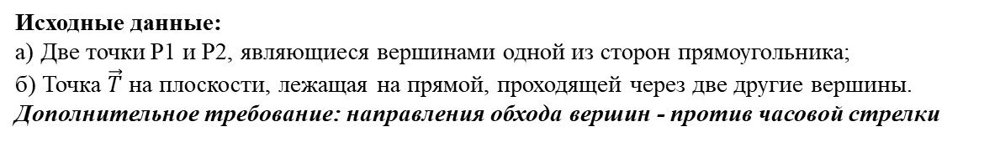 Исходные данные:
а) Две точки P1 и P2, являющиеся вершинами одной из сторон прямоугольника;
б) Точка \vec{T} на плоскости, лежащая на прямой, проходящей через две другие вершины.
Дополнительное требование: направления обхода вершин - против часовой стрелки